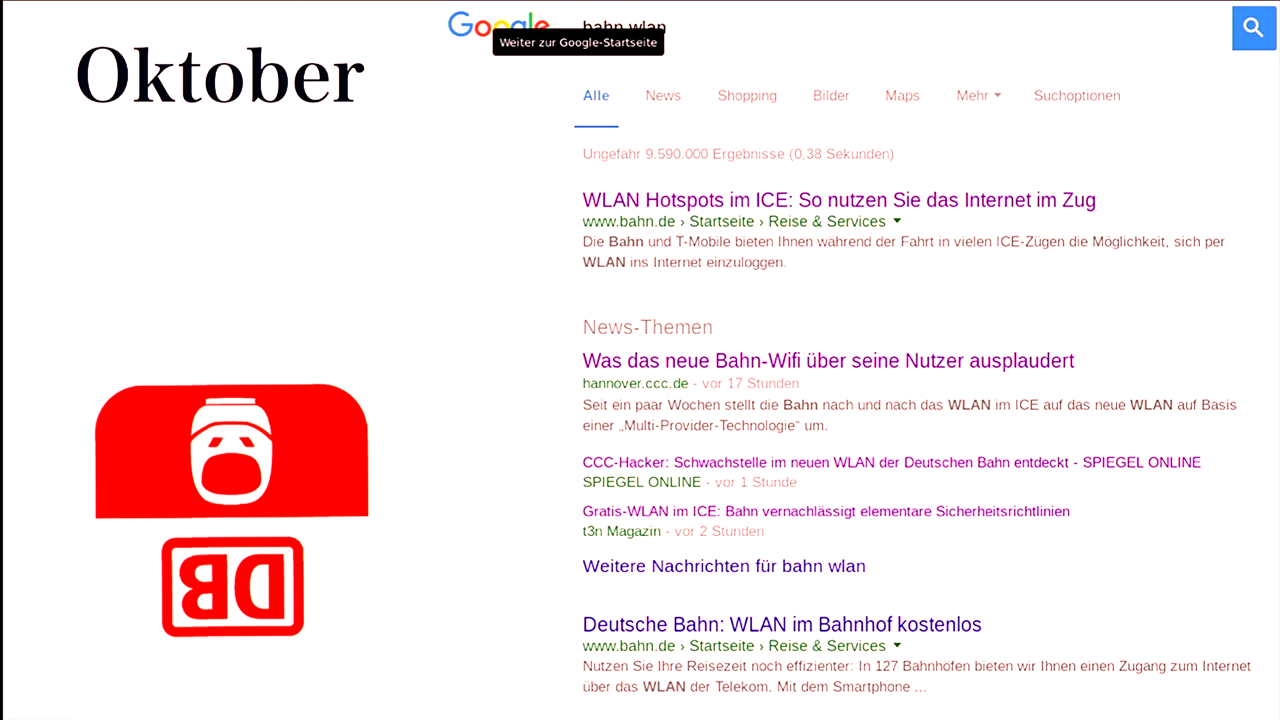 Oktober
Google
bahn wlan
Weiter zur Google-Startseite
Alle News Shopping Bilder Maps Mehr Suchoptionen
Ungefähr 9.590.000 Ergebnisse (0,38 Sekunden)
WLAN Hotspots im ICE: So nutzen Sie das Internet im Zug
www.bahn.de › Startseite › Reise & Services
Die Bahn und T-Mobile bieten Ihnen während der Fahrt in vielen ICE-Zügen die Möglichkeit, sich per
WLAN ins Internet einzuloggen.
News-Themen
Was das neue Bahn-Wifi über seine Nutzer ausplaudert
hannover.ccc.de - vor 17 Stunden
Seit ein paar Wochen stellt die Bahn nach und nach das WLAN im ICE auf das neue WLAN auf Basis
einer „Multi-Provider-Technologie“ um.
CCC-Hacker: Schwachstelle im neuen WLAN der Deutschen Bahn entdeckt - SPIEGEL ONLINE
SPIEGEL ONLINE - vor 1 Stunde
Gratis-WLAN im ICE: Bahn vernachlässigt elementare Sicherheitsrichtlinien
t3n Magazin - vor 2 Stunden
Weitere Nachrichten für bahn wlan
Deutsche Bahn: WLAN im Bahnhof kostenlos
www.bahn.de › Startseite › Reise & Services
Nutzen Sie Ihre Reisezeit noch effizienter: In 127 Bahnhöfen bieten wir Ihnen einen Zugang zum Internet
über das WLAN der Telekom. Mit dem Smartphone ...
DB